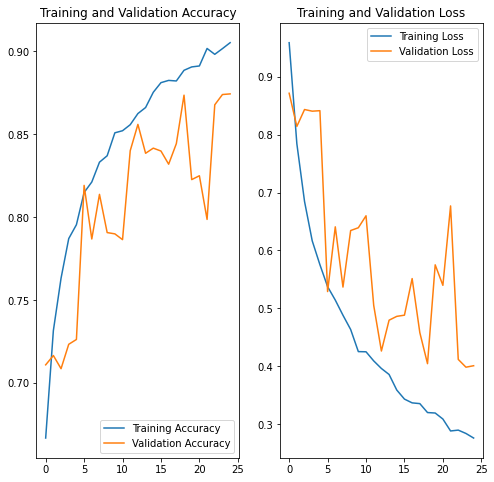 Training and Validation Accuracy
0.90
0.85
0.80
0.75
0.70
0 5 10 15 20 25
Training Accuracy
Validation Accuracy
Training and Validation Loss
0.9
0.8
0.7
0.6
0.5
0.4
0.3
0 5 10 15 20 25
Training Loss
Validation Loss